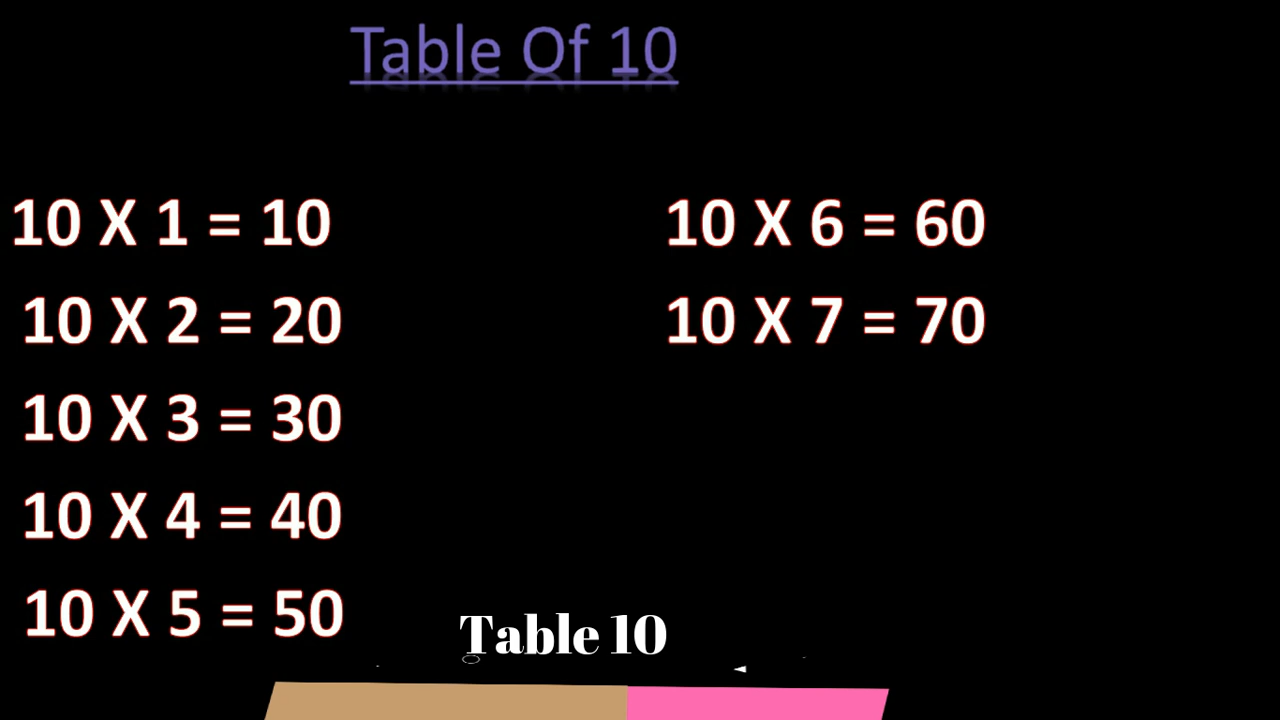 Table Of 10
10 X 1 = 10
10 X 2 = 20
10 X 3 = 30
10 X 4 = 40
10 X 5 = 50
10 X 6 = 60
10 X 7 = 70
Table 10